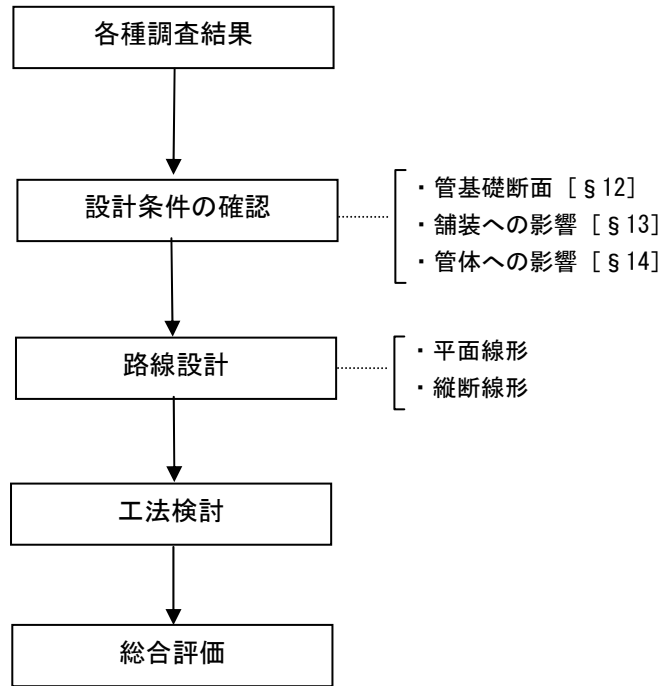 各種調査結果
設計条件の確認
・管基礎断面 [§12]
・舗装への影響 [§13]
・管体への影響 [§14]
路線設計
・平面線形
・縦断線形
工法検討
総合評価